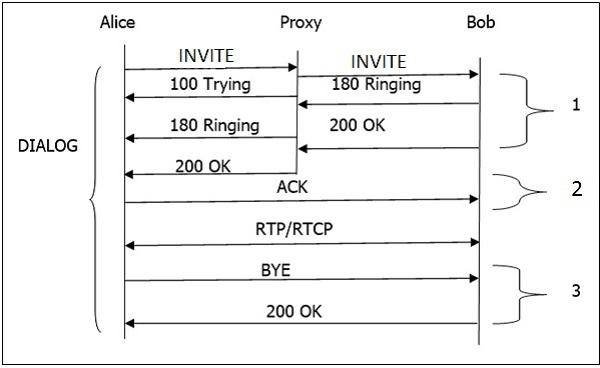 Alice Proxy Bob
INVITE
INVITE
100 Trying
180 Ringing
1
180 Ringing
200 OK
DIALOG
200 OK
ACK
2
RTP/RTCP
BYE
3
200 OK